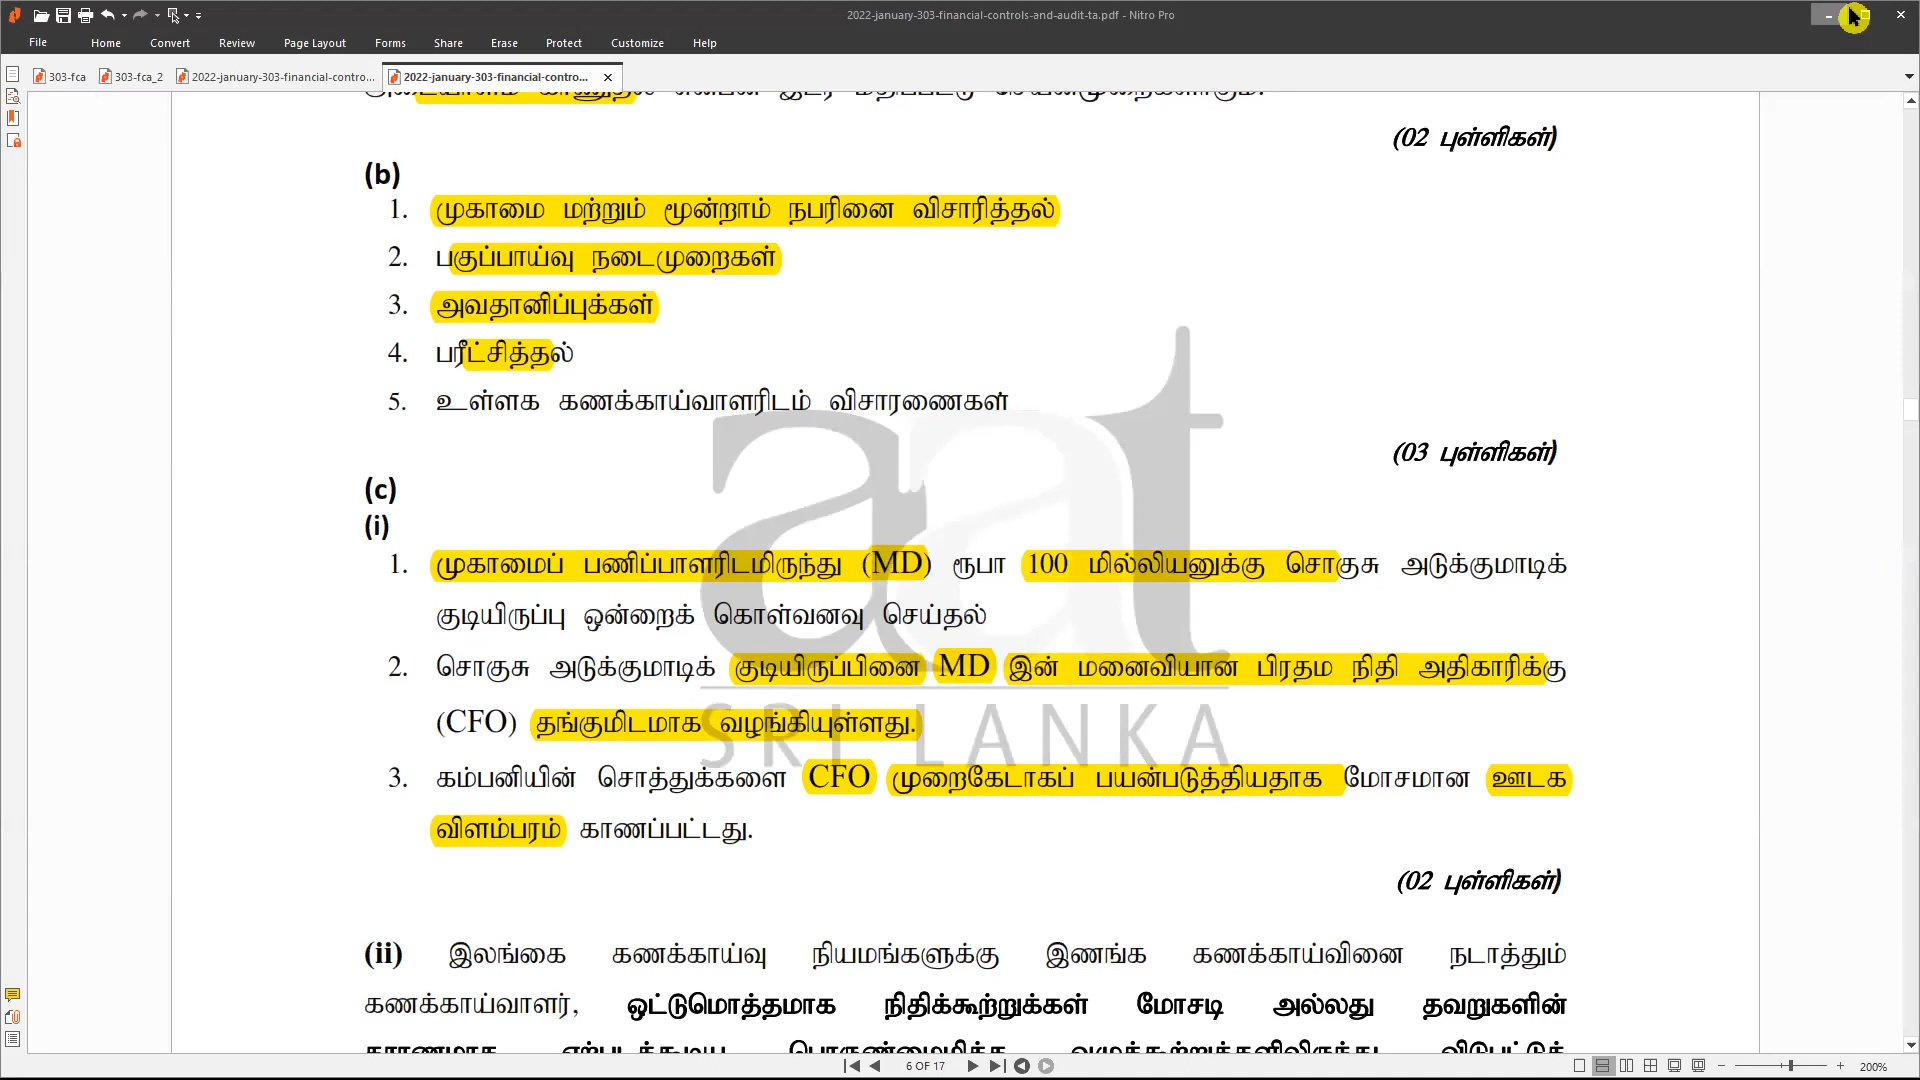 2022-january-303-financial-controls-and-audit-ta.pdf - Nitro Pro
File Home Convert Review Page Layout Forms Share Erase Protect Customize Help
303-fca 303-fca_2 2022-january-303-financial-contro... 2022-january-303-financial-contro...
(02 புள்ளிகள்)
(b)
1. முகாமை மற்றும் மூன்றாம் நபரினை விசாரித்தல்
2. பகுப்பாய்வு நடைமுறைகள்
3. அவதானிப்புக்கள்
4. பரீட்சித்தல்
5. உள்ளக கணக்காய்வாளரிடம் விசாரணைகள்
(03 புள்ளிகள்)
(c)
(i)
1. முகாமைப் பணிப்பாளரிடமிருந்து (MD) ரூபா 100 மில்லியனுக்கு சொகுசு அடுக்குமாடிக்
குடியிருப்பு ஒன்றைக் கொள்வனவு செய்தல்
2. சொகுசு அடுக்குமாடிக் குடியிருப்பினை MD இன் மனைவியான பிரதம நிதி அதிகாரிக்கு
(CFO) தங்குமிடமாக வழங்கியுள்ளது.
3. கம்பனியின் சொத்துக்களை CFO முறைகேடாகப் பயன்படுத்தியதாக மோசமான ஊடக
விளம்பரம் காணப்பட்டது.
(02 புள்ளிகள்)
(ii) இலங்கை கணக்காய்வு நியமங்களுக்கு இணங்க கணக்காய்வினை நடாத்தும்
கணக்காய்வாளர், ஒட்டுமொத்தமாக நிதிக்கூற்றுக்கள் மோசடி அல்லது தவறுகளின்
aat
SRI LANKA
6 OF 17
200%